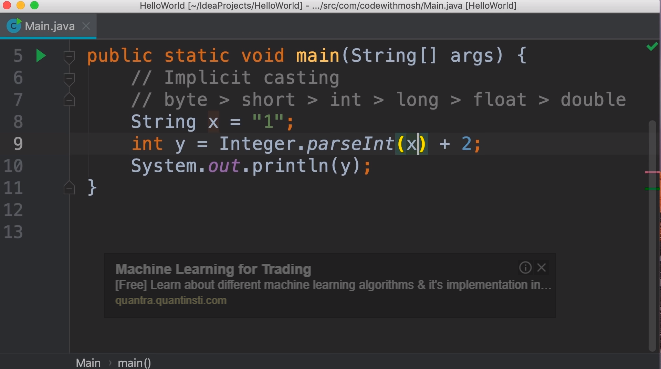 HelloWorld [~/IdeaProjects/HelloWorld] - .../src/com/codewithmosh/Main.java [HelloWorld]
C Main.java
5 public static void main(String[] args) {
6 // Implicit casting
7 // byte > short > int > long > float > double
8 String x = "1";
9 int y = Integer.parseInt(x) + 2;
10 System.out.println(y);
11 }
12
13
Machine Learning for Trading
[Free] Learn about different machine learning algorithms & it's implementation in...
quantra.quantinsti.com
Main › main()